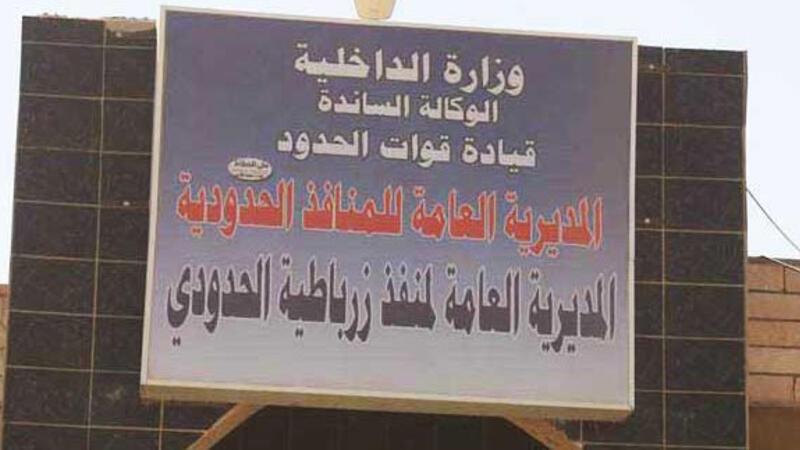 وزارة الداخلية
الوكالة الساندة
قيادة قوات الحدود
المديرية العامة للمنافذ الحدودية
المديرية العامة لمنفذ زرباطية الحدودي